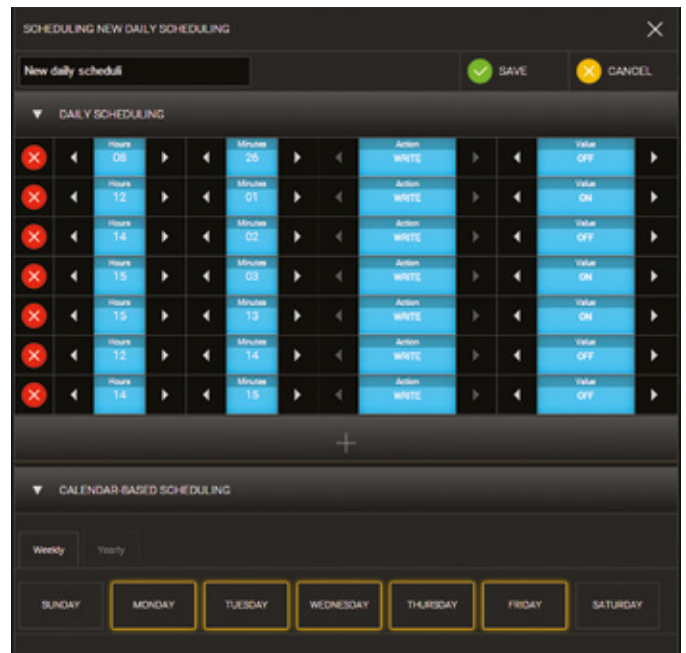 SCHEDULING NEW DAILY SCHEDULING
New daily scheduli SAVE CANCEL
DAILY SCHEDULING
Hours Minutes Action Value
08 26 WRITE OFF
Hours Minutes Action Value
12 01 WRITE ON
Hours Minutes Action Value
14 02 WRITE OFF
Hours Minutes Action Value
15 03 WRITE ON
Hours Minutes Action Value
15 13 WRITE ON
Hours Minutes Action Value
12 14 WRITE OFF
Hours Minutes Action Value
14 15 WRITE OFF
CALENDAR-BASED SCHEDULING
Weekly Yearly
SUNDAY MONDAY TUESDAY WEDNESDAY THURSDAY FRIDAY SATURDAY